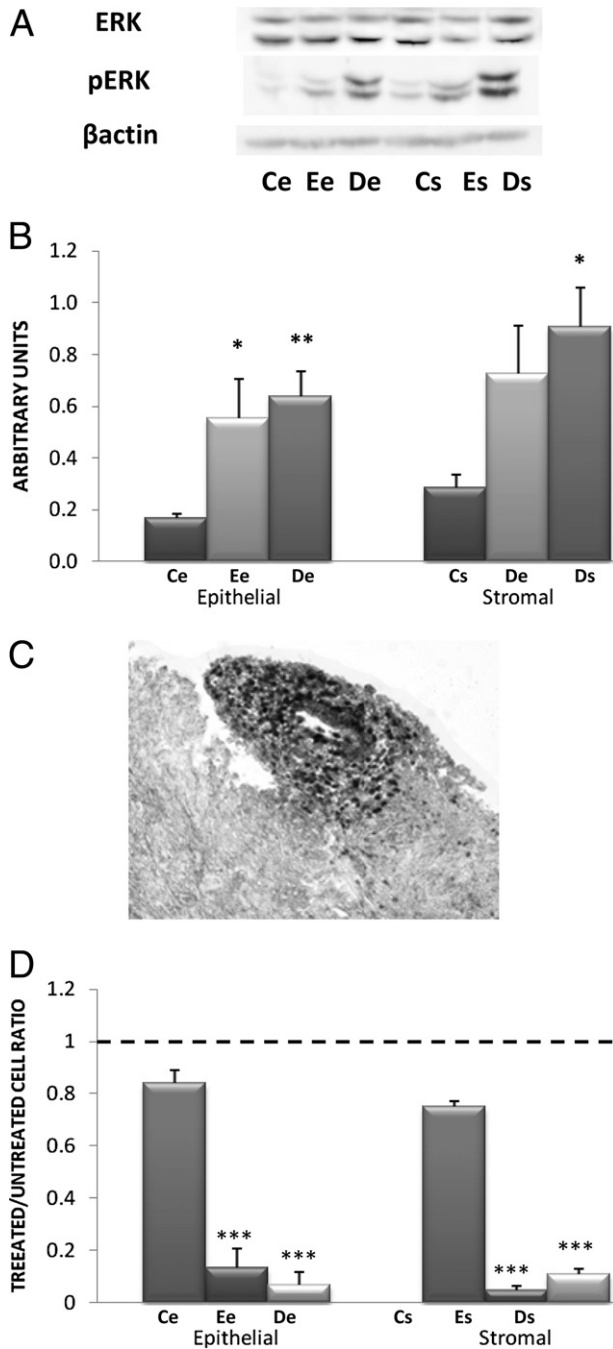 A
ERK
pERK
βactin
Ce Ee De Cs Es Ds
B
ARBITRARY UNITS
1.2
1.0
0.8
0.6
0.4
0.2
0.0
*
**
*
Ce Ee De Cs De Ds
Epithelial Stromal
C
D
TREEATED/UNTREATED CELL RATIO
1.2
1
0.8
0.6
0.4
0.2
0
***
***
***
***
Ce Ee De Cs Es Ds
Epithelial Stromal